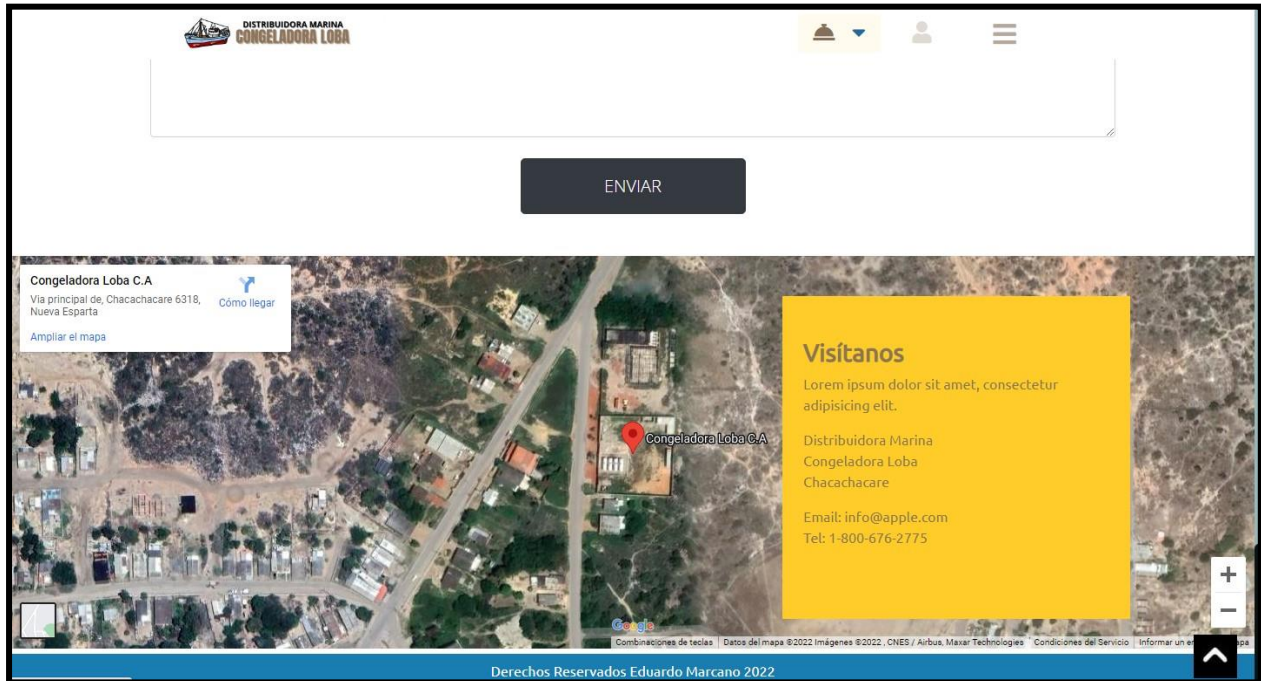 DISTRIBUIDORA MARINA
CONGELADORA LOBA
ENVIAR
Congeladora Loba C.A
Via principal de, Chacachacare 6318,
Nueva Esparta
Cómo llegar
Ampliar el mapa
Congeladora Loba C.A
Visítanos
Lorem ipsum dolor sit amet, consectetur
adipisicing elit.
Distribuidora Marina
Congeladora Loba
Chacachacare
Email: info@apple.com
Tel: 1-800-676-2775
Google
Combinaciones de teclas Datos del mapa ©2022 Imágenes ©2022 , CNES / Airbus, Maxar Technologies Condiciones del Servicio Informar un
Derechos Reservados Eduardo Marcano 2022